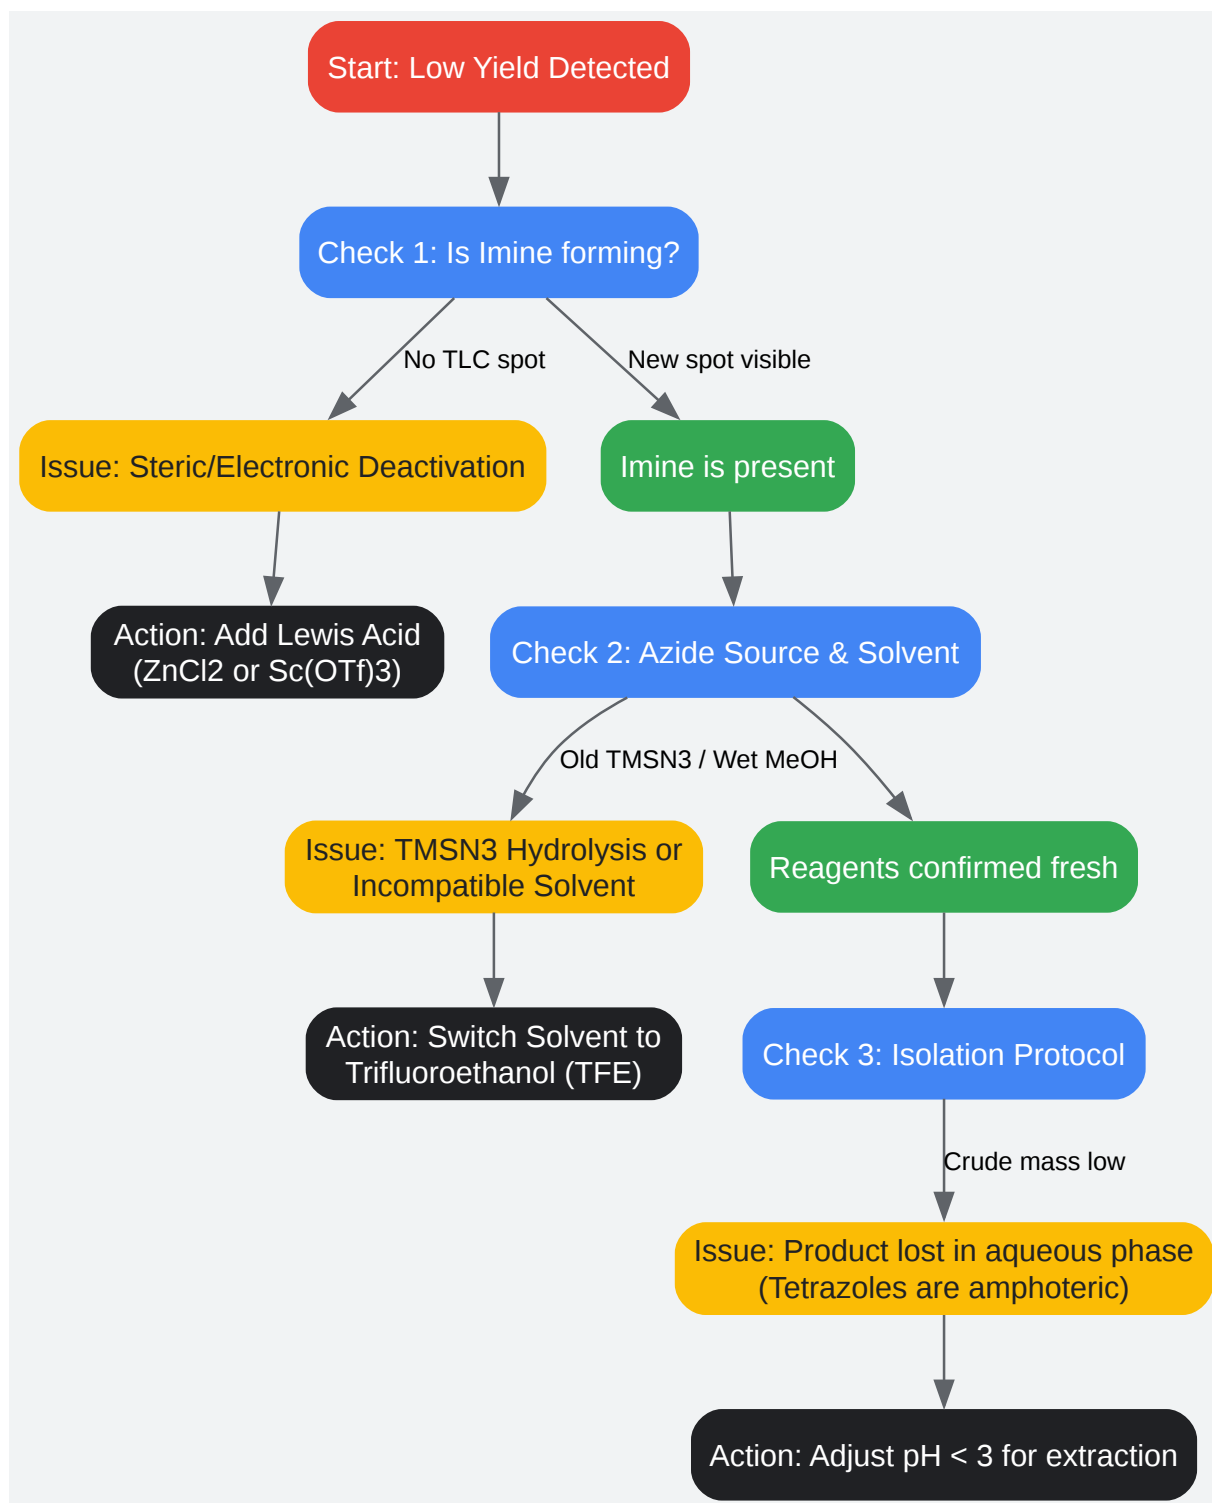 Start: Low Yield Detected
Check 1: Is Imine forming?
No TLC spot
New spot visible
Issue: Steric/Electronic Deactivation
Imine is present
Action: Add Lewis Acid
(ZnCl2 or Sc(OTf)3)
Check 2: Azide Source & Solvent
Old TMSN3 / Wet MeOH
Issue: TMSN3 Hydrolysis or
Incompatible Solvent
Reagents confirmed fresh
Action: Switch Solvent to
Trifluoroethanol (TFE)
Check 3: Isolation Protocol
Crude mass low
Issue: Product lost in aqueous phase
(Tetrazoles are amphoteric)
Action: Adjust pH < 3 for extraction